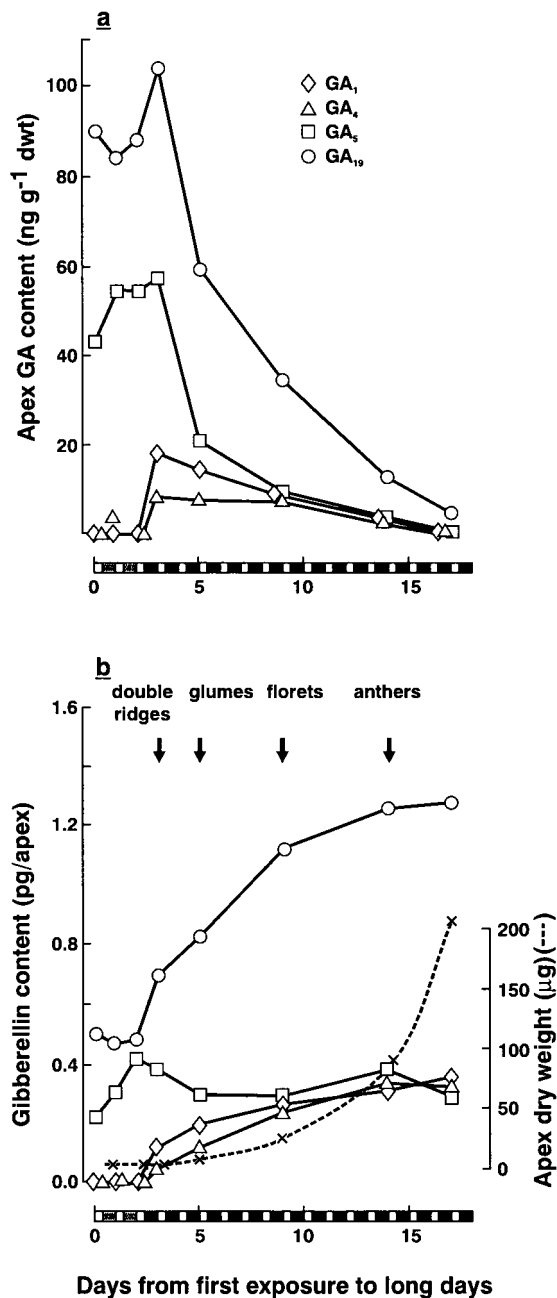 a
Apex GA content (ng g⁻¹ dwt)
100
80
60
40
20
GA₁
GA₄
GA₅
GA₁₉
0
5
10
15
b
double ridges
glumes
florets
anthers
Gibberellin content (pg/apex)
1.6
1.2
0.8
0.4
0.0
Apex dry weight (µg)(---)
200
150
100
50
0
0
5
10
15
Days from first exposure to long days